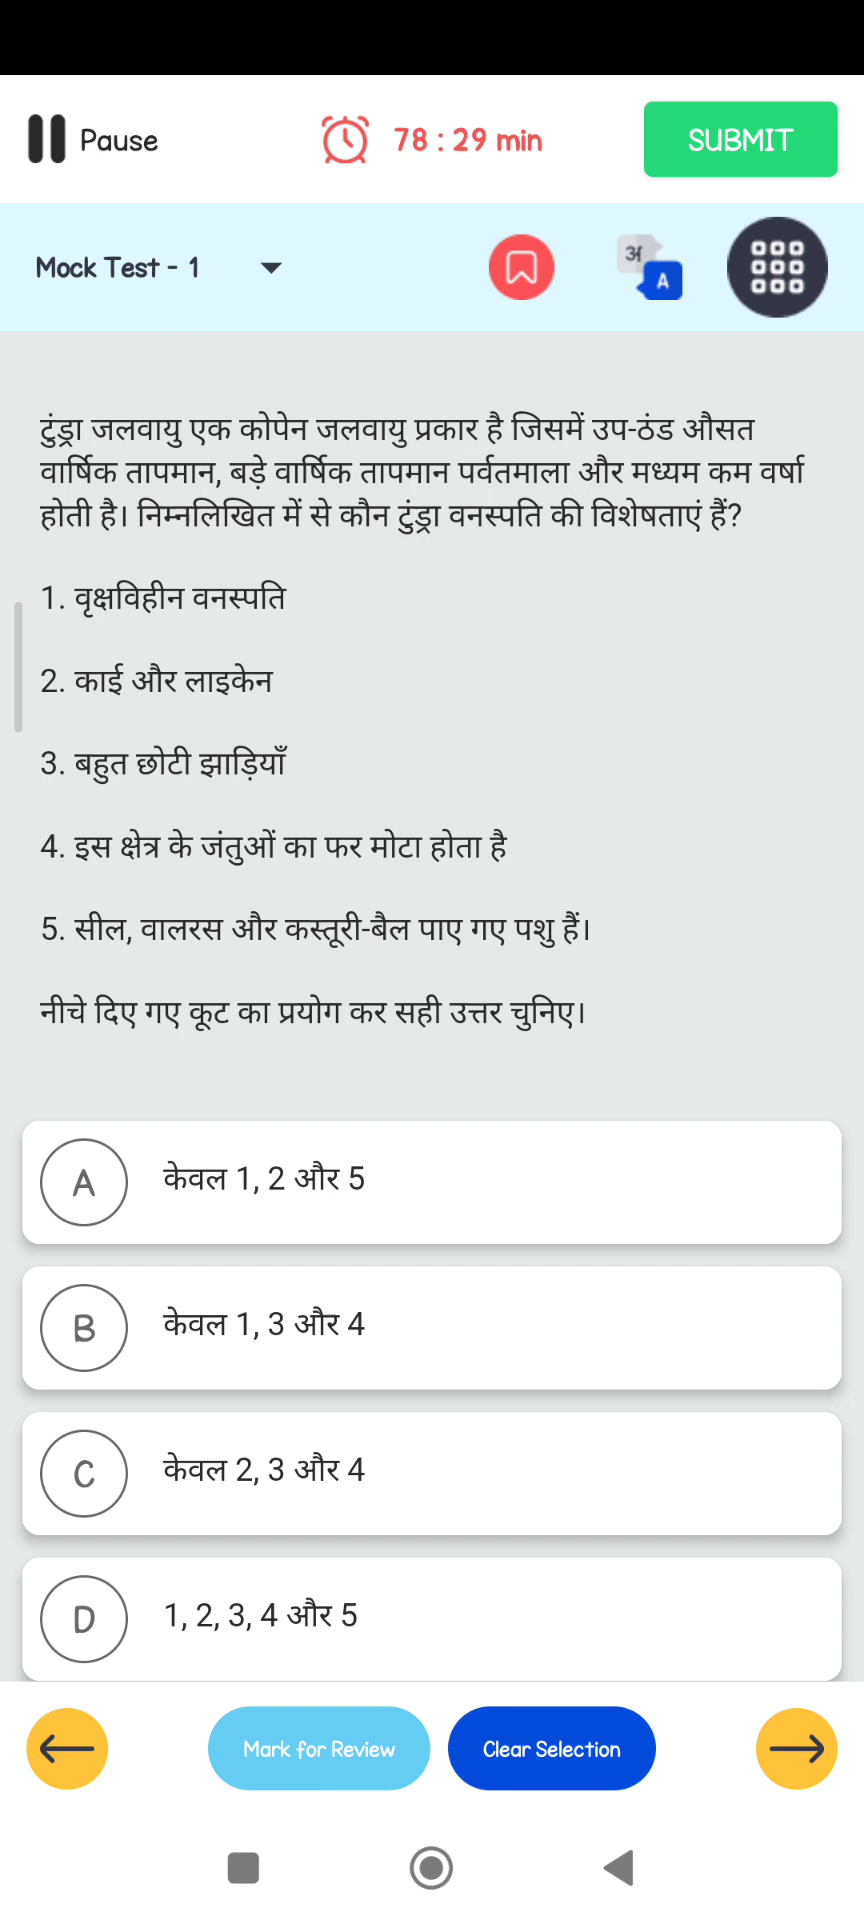 Pause
78 : 29 min
SUBMIT
Mock Test - 1
अ
A
टुंड्रा जलवायु एक कोपेन जलवायु प्रकार है जिसमें उप-ठंड औसत
वार्षिक तापमान, बड़े वार्षिक तापमान पर्वतमाला और मध्यम कम वर्षा
होती है। निम्नलिखित में से कौन टुंड्रा वनस्पति की विशेषताएं हैं?
1. वृक्षविहीन वनस्पति
2. काई और लाइकेन
3. बहुत छोटी झाड़ियाँ
4. इस क्षेत्र के जंतुओं का फर मोटा होता है
5. सील, वालरस और कस्तूरी-बैल पाए गए पशु हैं।
नीचे दिए गए कूट का प्रयोग कर सही उत्तर चुनिए।
A केवल 1, 2 और 5
B केवल 1, 3 और 4
C केवल 2, 3 और 4
D 1, 2, 3, 4 और 5
Mark for Review
Clear Selection